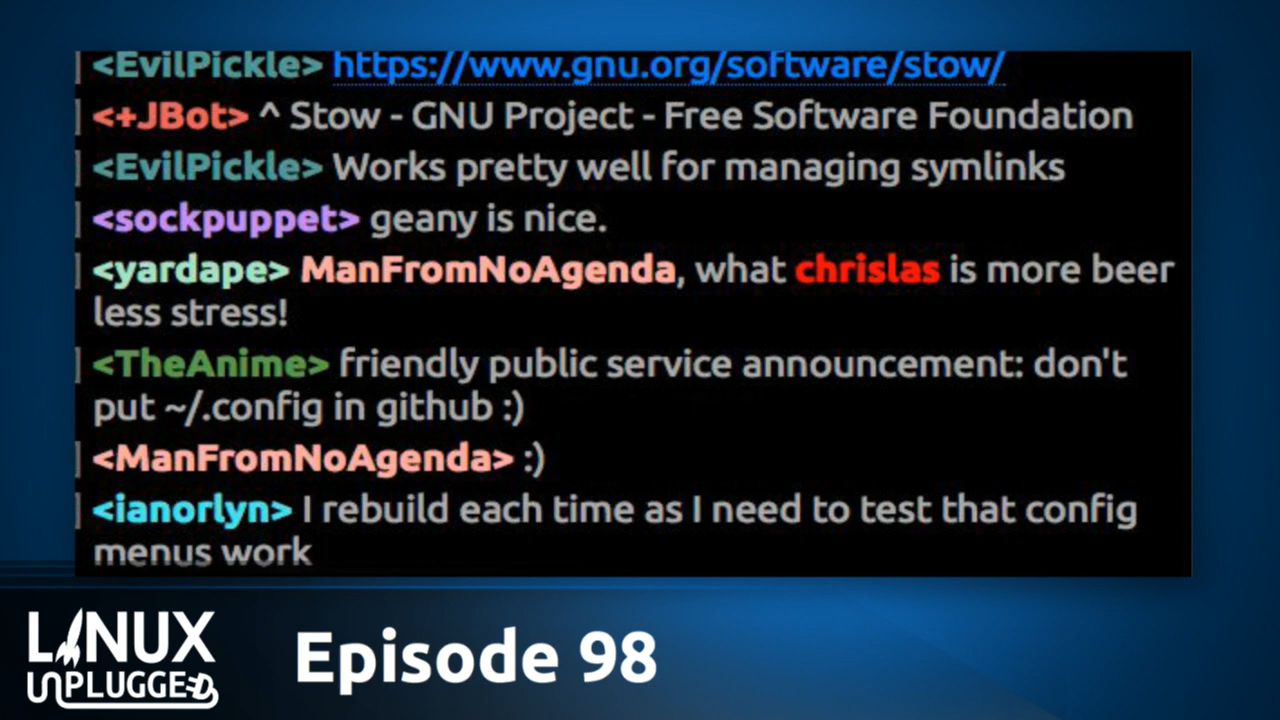 <EvilPickle> https://www.gnu.org/software/stow/
<+JBot> ^ Stow - GNU Project - Free Software Foundation
<EvilPickle> Works pretty well for managing symlinks
<sockpuppet> geany is nice.
<yardape> ManFromNoAgenda, what chrislas is more beer
less stress!
<TheAnime> friendly public service announcement: don't
put ~/.config in github :)
<ManFromNoAgenda> :)
<ianorlyn> I rebuild each time as I need to test that config
menus work
LINUX
UNPLUGGED
Episode 98